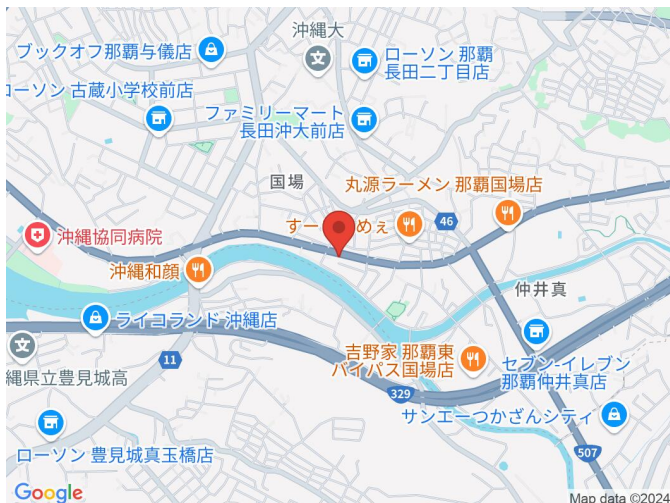 沖縄大
ブックオフ那覇与儀店
ローソン 那覇
長田二丁目店
ローソン 古蔵小学校前店
ファミリーマート
長田沖大前店
国場
丸源ラーメン 那覇国場店
すー
めぇ
46
沖縄協同病院
沖縄和顔
仲井真
ライコランド 沖縄店
吉野家 那覇東
バイパス国場店
セブン-イレブン
那覇仲井真店
11
縄県立豊見城高
329
サンエーつかざんシティ
ローソン 豊見城真玉橋店
507
Google
Map data ©2024